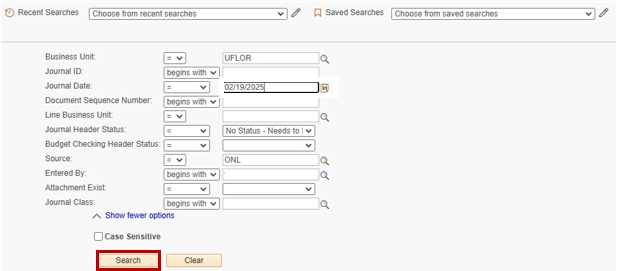 Recent Searches Choose from recent searches Saved Searches Choose from saved searches
Business Unit: = UFLOR
Journal ID: begins with
Journal Date: = 02/19/2025
Document Sequence Number: begins with
Line Business Unit: =
Journal Header Status: = No Status - Needs to
Budget Checking Header Status: =
Source: = ONL
Entered By: begins with
Attachment Exist: =
Journal Class: begins with
Show fewer options
Case Sensitive
Search Clear